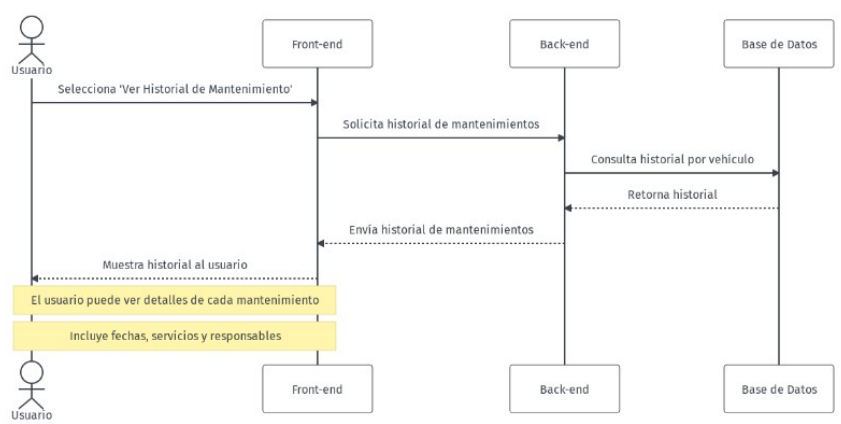 Usuario
Front-end
Back-end
Base de Datos
Selecciona 'Ver Historial de Mantenimiento'
Solicita historial de mantenimientos
Consulta historial por vehículo
Retorna historial
Envía historial de mantenimientos
Muestra historial al usuario
El usuario puede ver detalles de cada mantenimiento
Incluye fechas, servicios y responsables
Usuario
Front-end
Back-end
Base de Datos